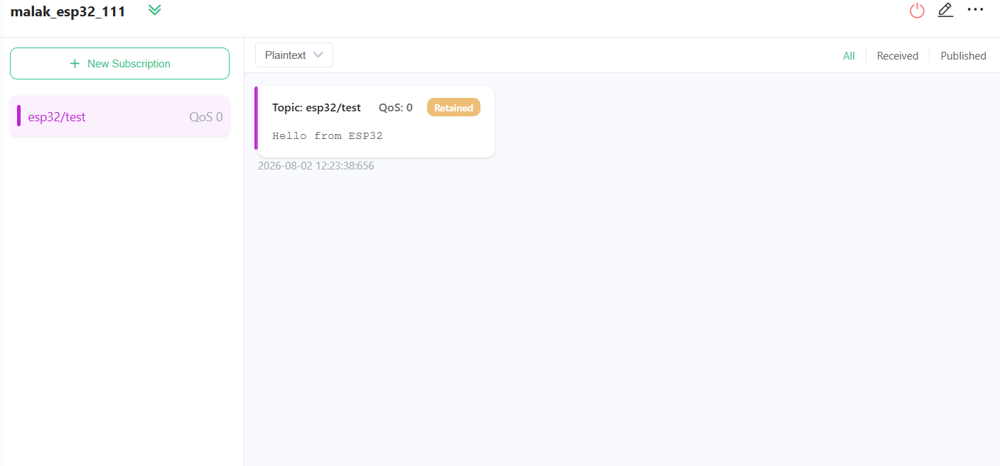 malak_esp32_111
+ New Subscription
esp32/test QoS 0
Plaintext All Received Published
Topic: esp32/test QoS: 0 Retained
Hello from ESP32
2026-08-02 12:23:38:656